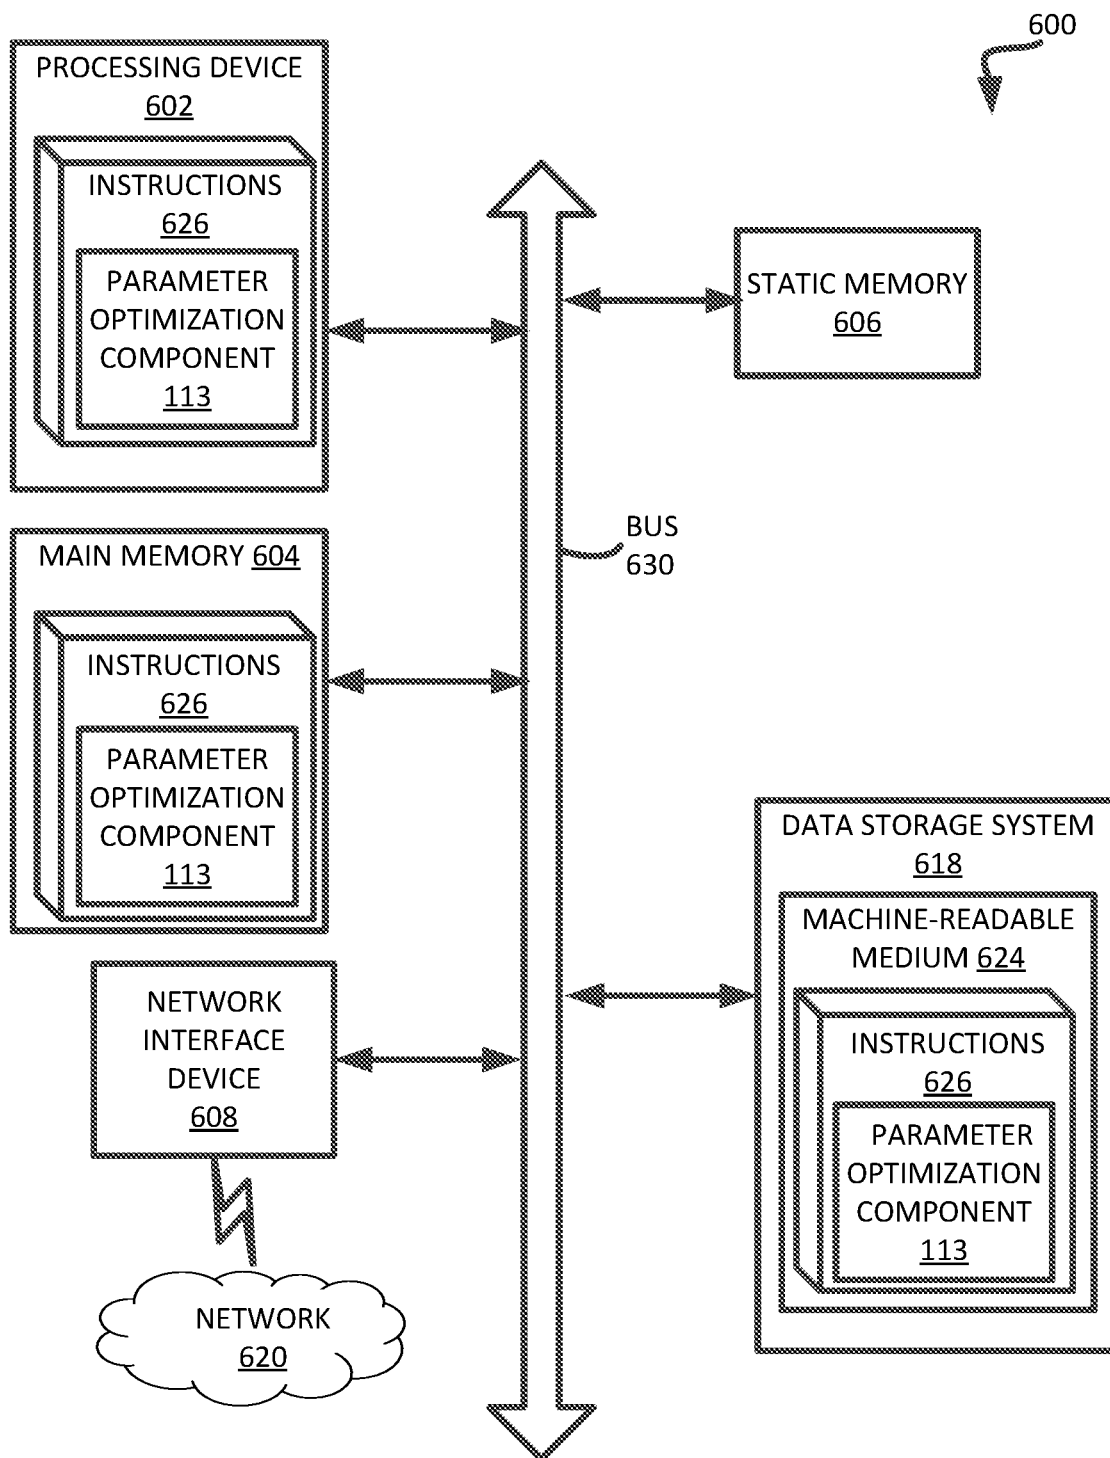 600
PROCESSING DEVICE
602
INSTRUCTIONS
626
PARAMETER
OPTIMIZATION
COMPONENT
113
STATIC MEMORY
606
BUS
630
MAIN MEMORY 604
INSTRUCTIONS
626
PARAMETER
OPTIMIZATION
COMPONENT
113
DATA STORAGE SYSTEM
618
MACHINE-READABLE
MEDIUM 624
INSTRUCTIONS
626
PARAMETER
OPTIMIZATION
COMPONENT
113
NETWORK
INTERFACE
DEVICE
608
NETWORK
620